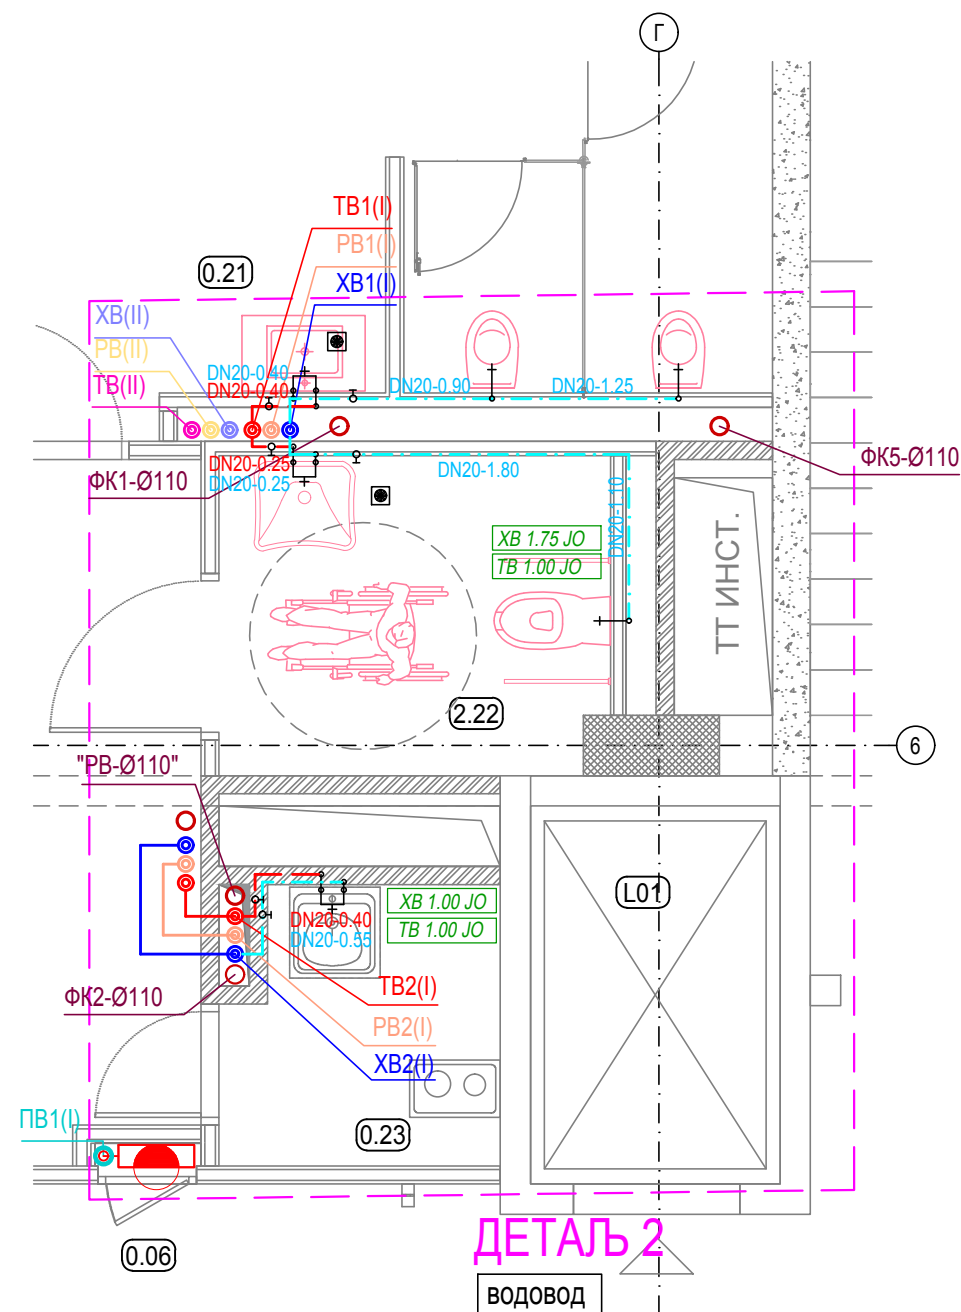 Г
ТВ1(I)
РВ1(I)
0.21
ХВ1(I)
ХВ(II)
РВ(II)
ТВ(II)
DN20-0.40
DN20-0.40
DN20-0.90
DN20-1.25
ФК5-Ø110
DN20-0.25
DN20-0.25
ФК1-Ø110
DN20-1.80
DN20-1.10
ХВ 1.75 ЈО
ТВ 1.00 ЈО
ТТ ИНСТ.
2.22
6
"РВ-Ø110"
L01
ХВ 1.00 ЈО
ТВ 1.00 ЈО
DN20-0.40
DN20-0.55
ФК2-Ø110
ТВ2(I)
РВ2(I)
ХВ2(I)
ПВ1(I)
0.23
0.06
ДЕТАЉ 2
ВОДОВОД